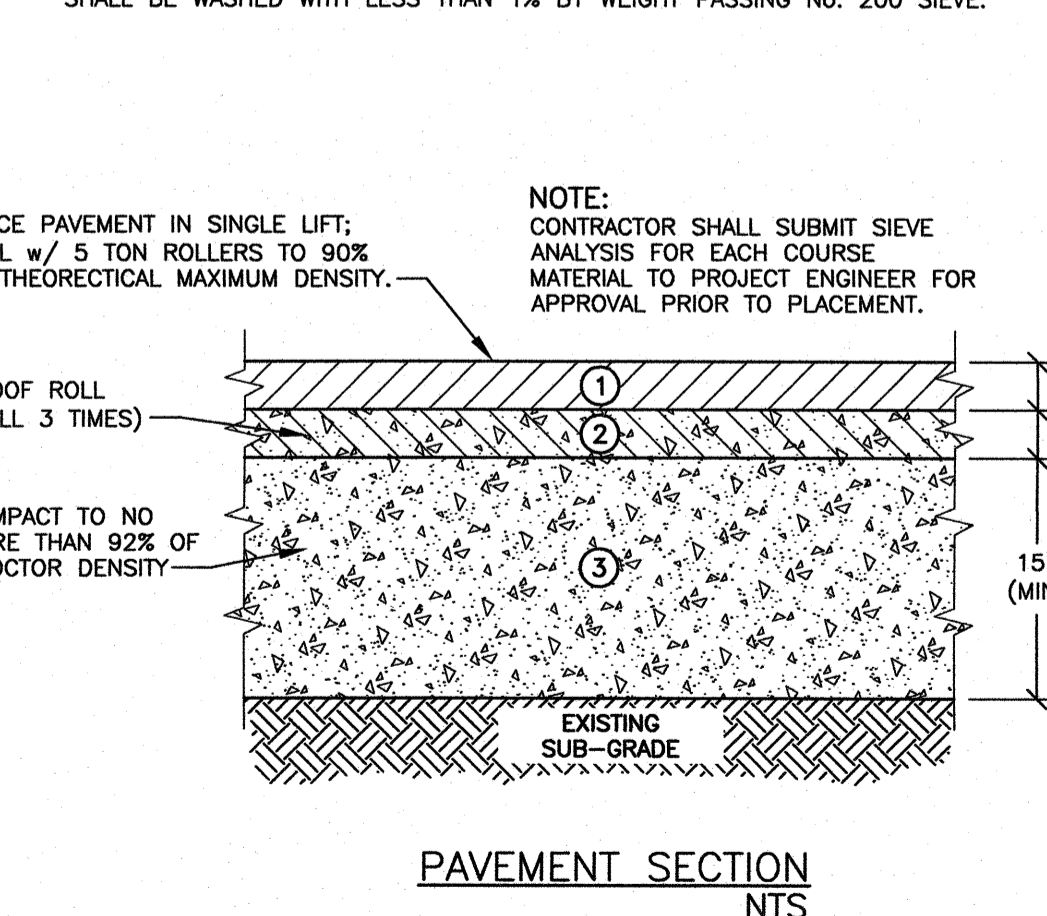 SHALL BE WASHED WITH LESS THAN 1% BY WEIGHT PASSING No. 200 SIEVE.
NOTE:
CONTRACTOR SHALL SUBMIT SIEVE
ANALYSIS FOR EACH COURSE
MATERIAL TO PROJECT ENGINEER FOR
APPROVAL PRIOR TO PLACEMENT.
CE PAVEMENT IN SINGLE LIFT;
L w/ 5 TON ROLLERS TO 90%
THEORECTICAL MAXIMUM DENSITY.
1
OOF ROLL
LL 3 TIMES)
2
MPACT TO NO
RE THAN 92% OF
OCTOR DENSITY
3
15
(MIN
EXISTING
SUB-GRADE
PAVEMENT SECTION
NTS